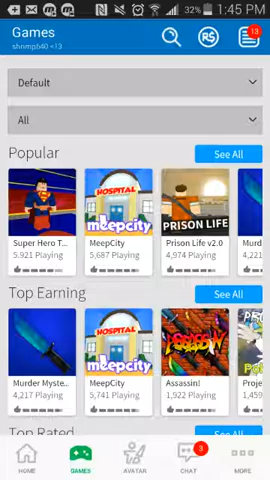 32% 1:45 PM
Games
shnmph40 <13
13
Default
All
Popular
See All
HOSPITAL
meepcity
PRISON LIFE
Super Hero T...
MeepCity
Prison Life v2.0
Murd
5,921 Playing
5,687 Playing
4,974 Playing
4,221
Top Earning
See All
HOSPITAL
meepcity
ASSASSIN
Murder Myste...
MeepCity
Assassin!
Projec
4,217 Playing
5,741 Playing
1,922 Playing
1,459
Top Rated
See All
3
HOME
GAMES
AVATAR
CHAT
MORE